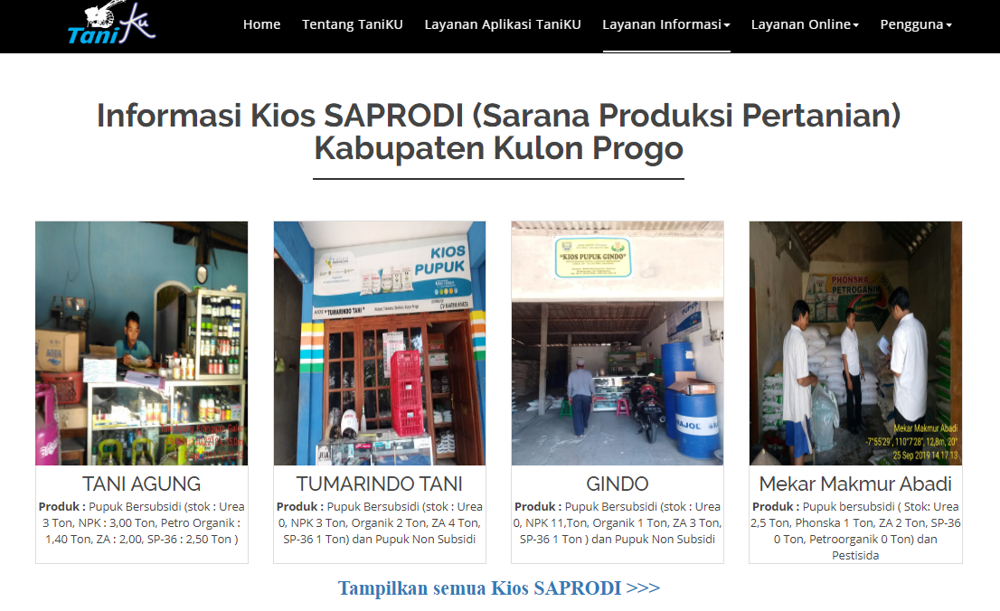 Tani Ku
Home Tentang TaniKU Layanan Aplikasi TaniKU Layanan Informasi Layanan Online Pengguna
Informasi Kios SAPRODI (Sarana Produksi Pertanian)
Kabupaten Kulon Progo
KIOS
PUPUK
KIOS "TUMARINDO TANI"
"KIOS PUPUK GINDO"
PUPUK
RAJOL
PHONSKA
PETROGANIK
Mekar Makmur Abadi
-7°55'29", 110°7'28", 12,8m, 20°
25 Sep 2019 14.17.13
TANI AGUNG
Produk : Pupuk Bersubsidi (stok : Urea
3 Ton, NPK : 3,00 Ton, Petro Organik :
1,40 Ton, ZA : 2,00, SP-36 : 2,50 Ton )
TUMARINDO TANI
Produk : Pupuk Bersubsidi (stok : Urea
0, NPK 3 Ton, Organik 2 Ton, ZA 4 Ton,
SP-36 1 Ton) dan Pupuk Non Subsidi
GINDO
Produk : Pupuk Bersubsidi (stok : Urea
0, NPK 11,Ton, Organik 1 Ton, ZA 3 Ton,
SP-36 1 Ton ) dan Pupuk Non Subsidi
Mekar Makmur Abadi
Produk : Pupuk bersubsidi ( Stok: Urea
2,5 Ton, Phonska 1 Ton, ZA 2 Ton, SP-36
0 Ton, Petroorganik 0 Ton) dan
Pestisida
Tampilkan semua Kios SAPRODI >>>